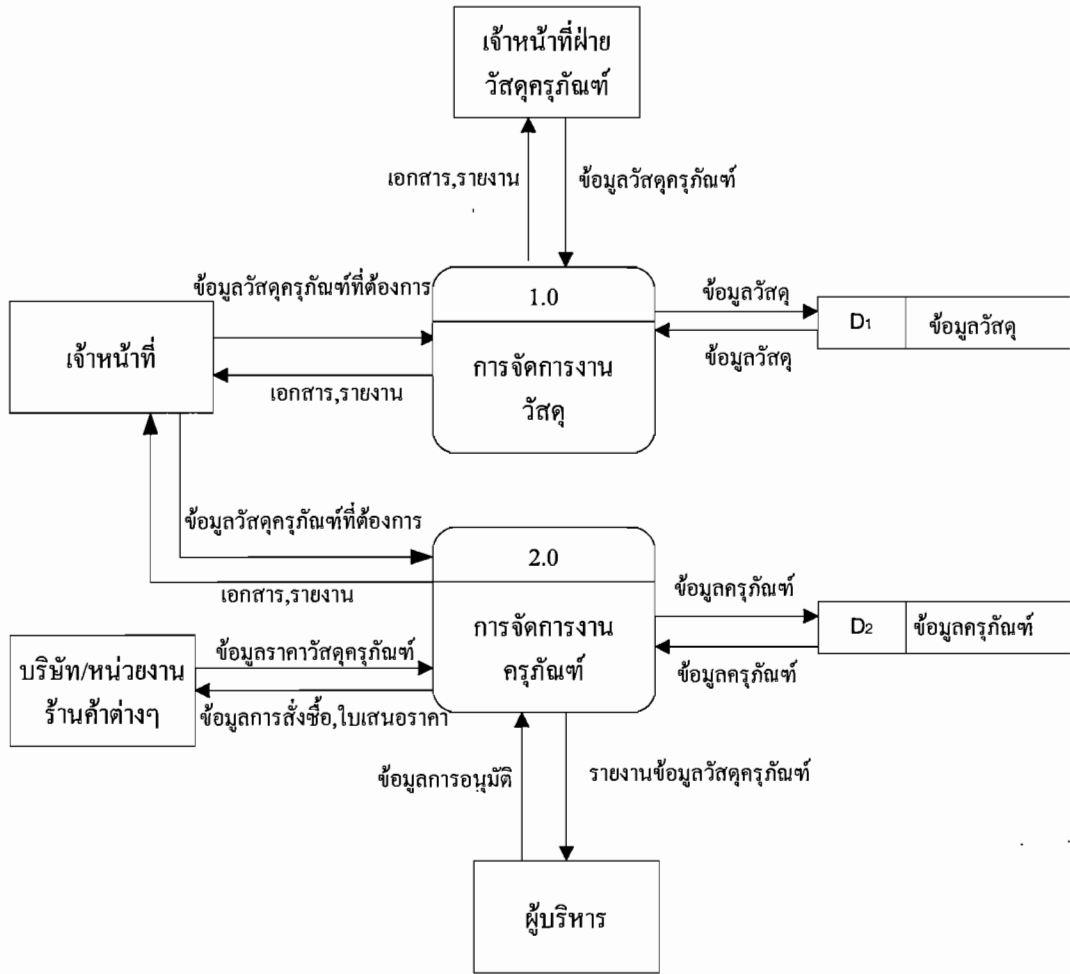 เจ้าหน้าที่ฝ่าย
วัสดุครุภัณฑ์
เอกสาร,รายงาน
ข้อมูลวัสดุครุภัณฑ์
ข้อมูลวัสดุครุภัณฑ์ที่ต้องการ
1.0
ข้อมูลวัสดุ
D1
ข้อมูลวัสดุ
เจ้าหน้าที่
การจัดการงาน
วัสดุ
ข้อมูลวัสดุ
เอกสาร,รายงาน
ข้อมูลวัสดุครุภัณฑ์ที่ต้องการ
2.0
เอกสาร,รายงาน
ข้อมูลครุภัณฑ์
D2
ข้อมูลครุภัณฑ์
การจัดการงาน
ครุภัณฑ์
ข้อมูลครุภัณฑ์
บริษัท/หน่วยงาน
ร้านค้าต่างๆ
ข้อมูลราคาวัสดุครุภัณฑ์
ข้อมูลการสั่งซื้อ,ใบเสนอราคา
ข้อมูลการอนุมัติ
รายงานข้อมูลวัสดุครุภัณฑ์
ผู้บริหาร